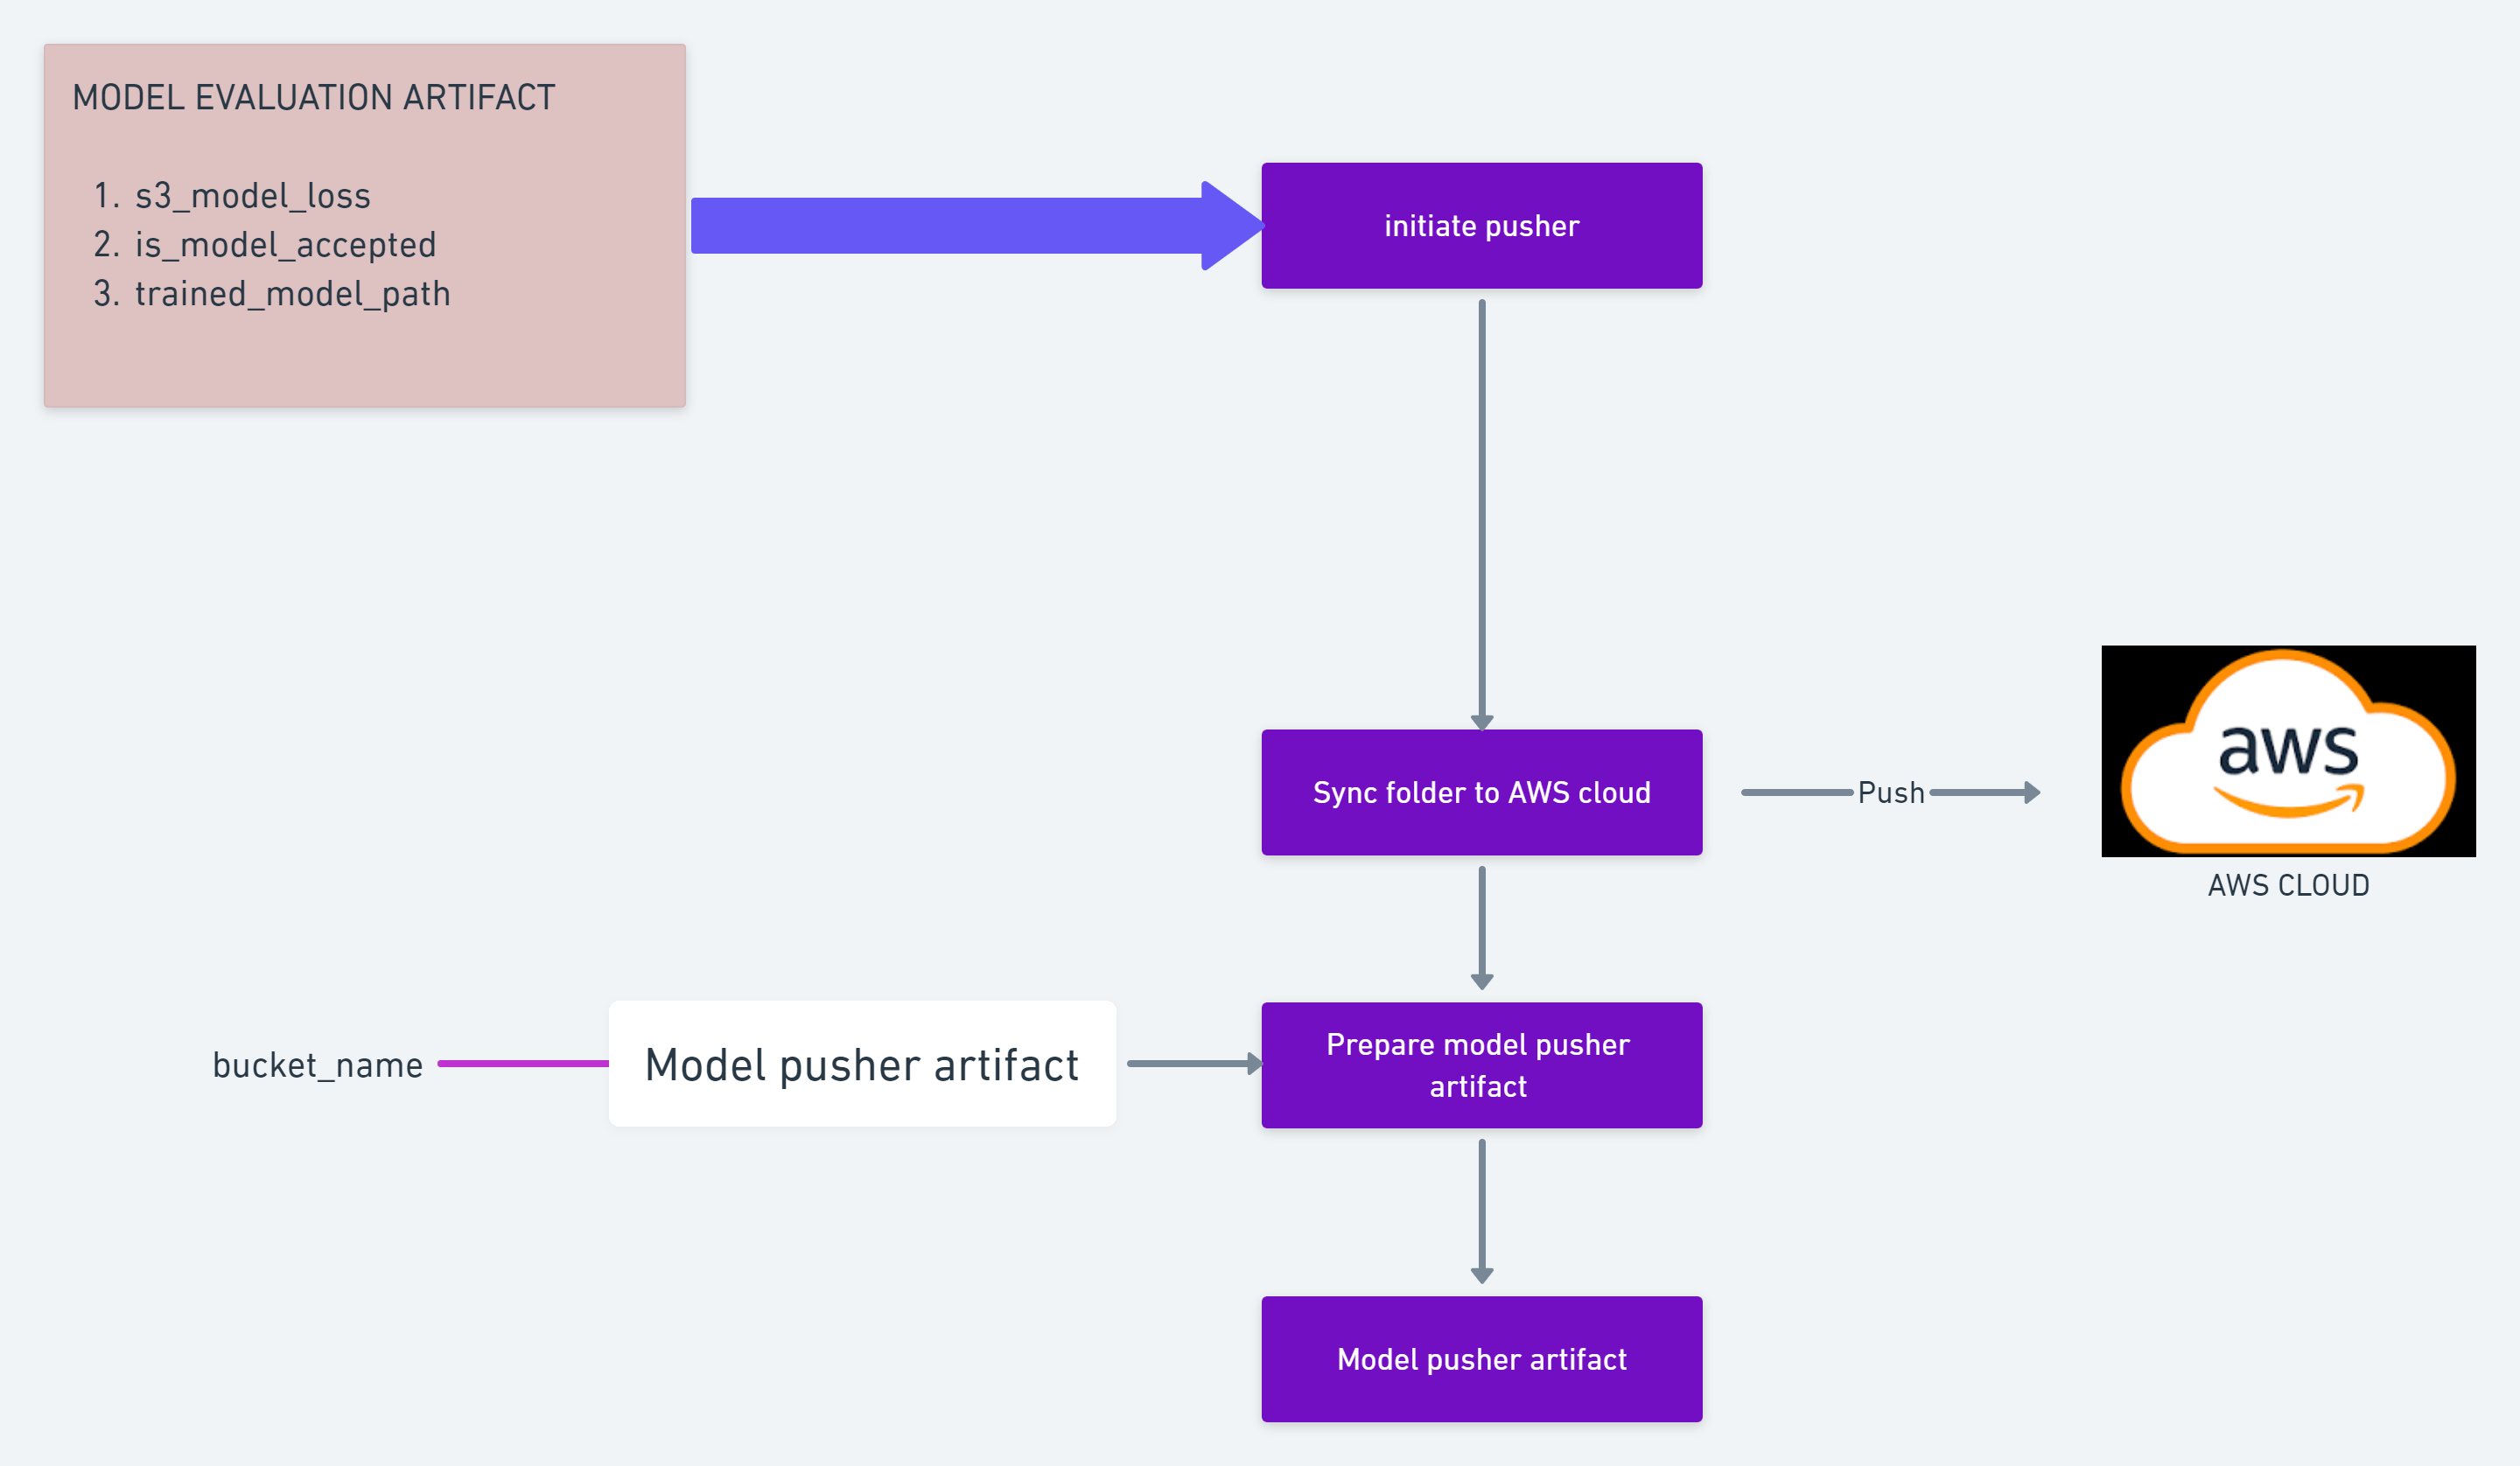 MODEL EVALUATION ARTIFACT
1. s3_model_loss
2. is_model_accepted
3. trained_model_path
initiate pusher
Sync folder to AWS cloud
Push
aws
AWS CLOUD
bucket_name
Model pusher artifact
Prepare model pusher
artifact
Model pusher artifact